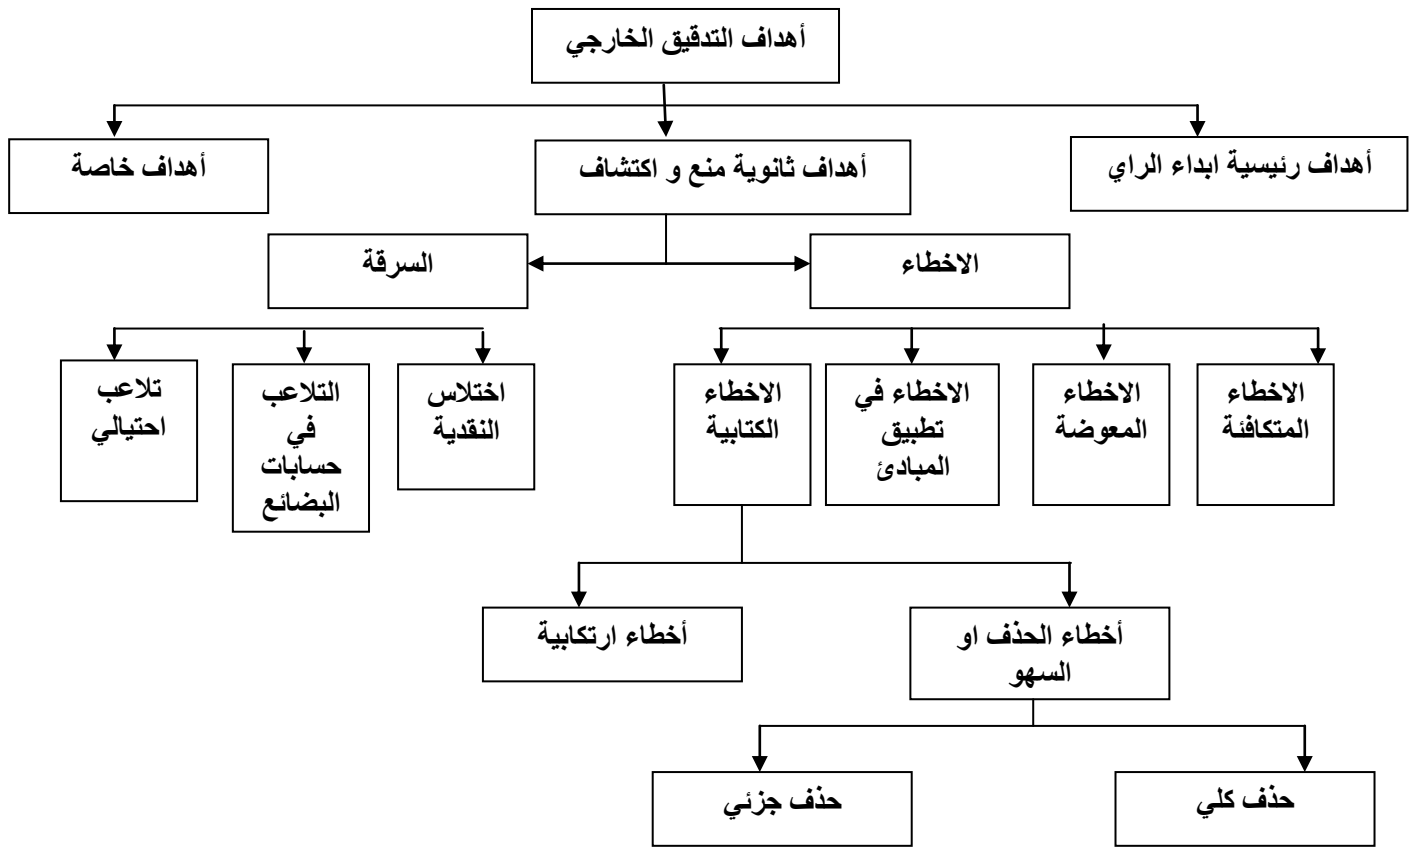 أهداف التدقيق الخارجي
أهداف رئيسية ابداء الراي
أهداف ثانوية منع و اكتشاف
أهداف خاصة
الاخطاء
السرقة
الاخطاء
المتكافئة
الاخطاء
المعوضة
الاخطاء في
تطبيق
المبادئ
الاخطاء
الكتابية
اختلاس
النقدية
التلاعب
في
حسابات
البضائع
تلاعب
احتيالي
أخطاء الحذف او
السهو
أخطاء ارتكابية
حذف كلي
حذف جزئي